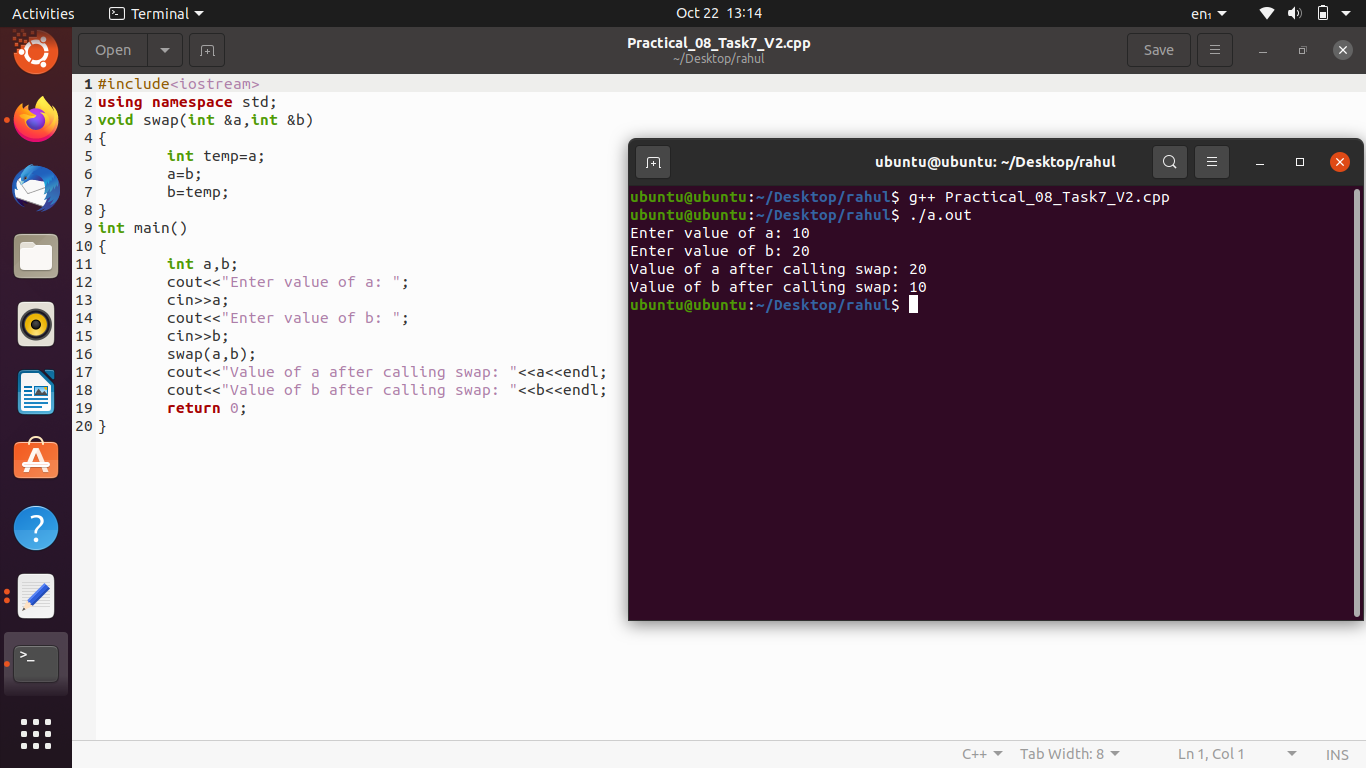 Activities Terminal Oct 22 13:14 en₁
Open Practical_08_Task7_V2.cpp Save
~/Desktop/rahul
1 #include<iostream>
2 using namespace std;
3 void swap(int &a,int &b)
4 {
5 int temp=a;
6 a=b;
7 b=temp;
8 }
9 int main()
10 {
11 int a,b;
12 cout<<"Enter value of a: ";
13 cin>>a;
14 cout<<"Enter value of b: ";
15 cin>>b;
16 swap(a,b);
17 cout<<"Value of a after calling swap: "<<a<<endl;
18 cout<<"Value of b after calling swap: "<<b<<endl;
19 return 0;
20 }
ubuntu@ubuntu: ~/Desktop/rahul
ubuntu@ubuntu:~/Desktop/rahul$ g++ Practical_08_Task7_V2.cpp
ubuntu@ubuntu:~/Desktop/rahul$ ./a.out
Enter value of a: 10
Enter value of b: 20
Value of a after calling swap: 20
Value of b after calling swap: 10
ubuntu@ubuntu:~/Desktop/rahul$
C++ Tab Width: 8 Ln 1, Col 1 INS